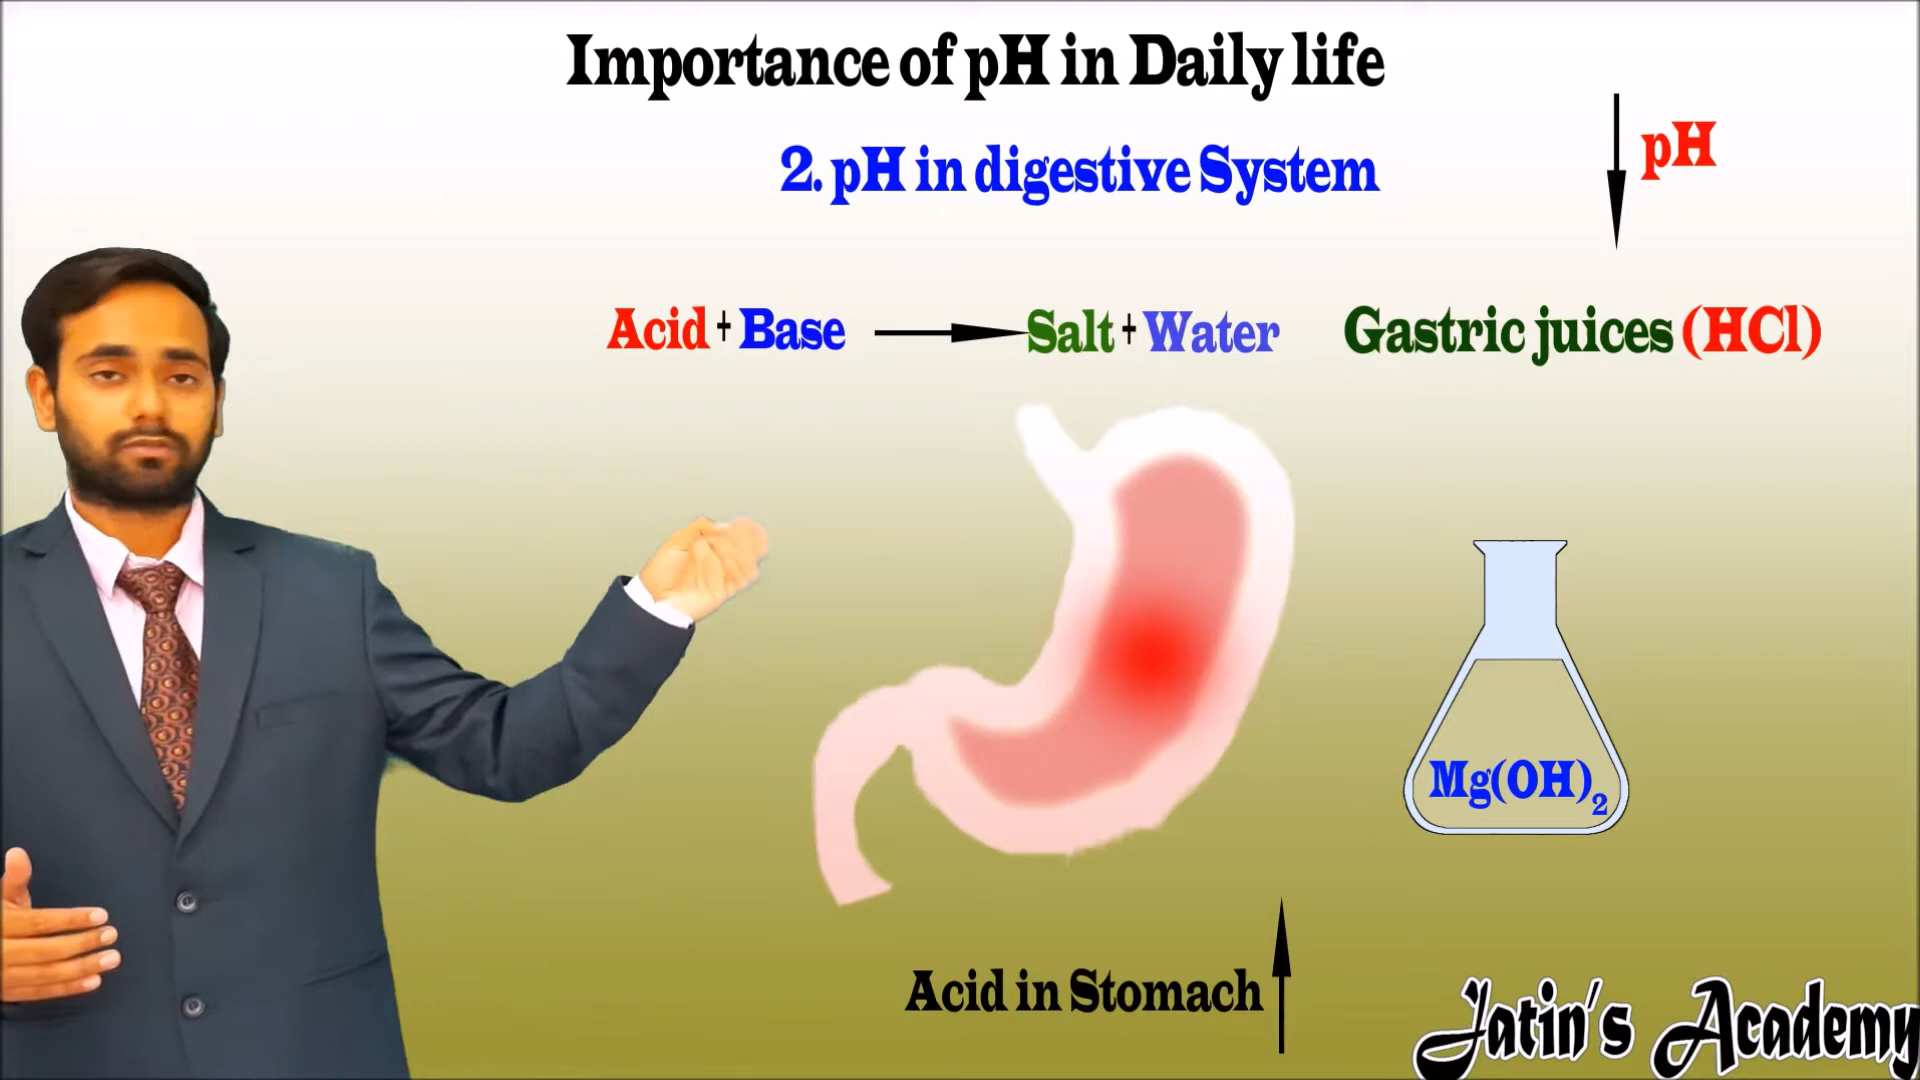 Importance of pH in Daily life
2. pH in digestive System
pH
Acid + Base → Salt + Water
Gastric juices (HCl)
Mg(OH)₂
Acid in Stomach
Jatin's Academy